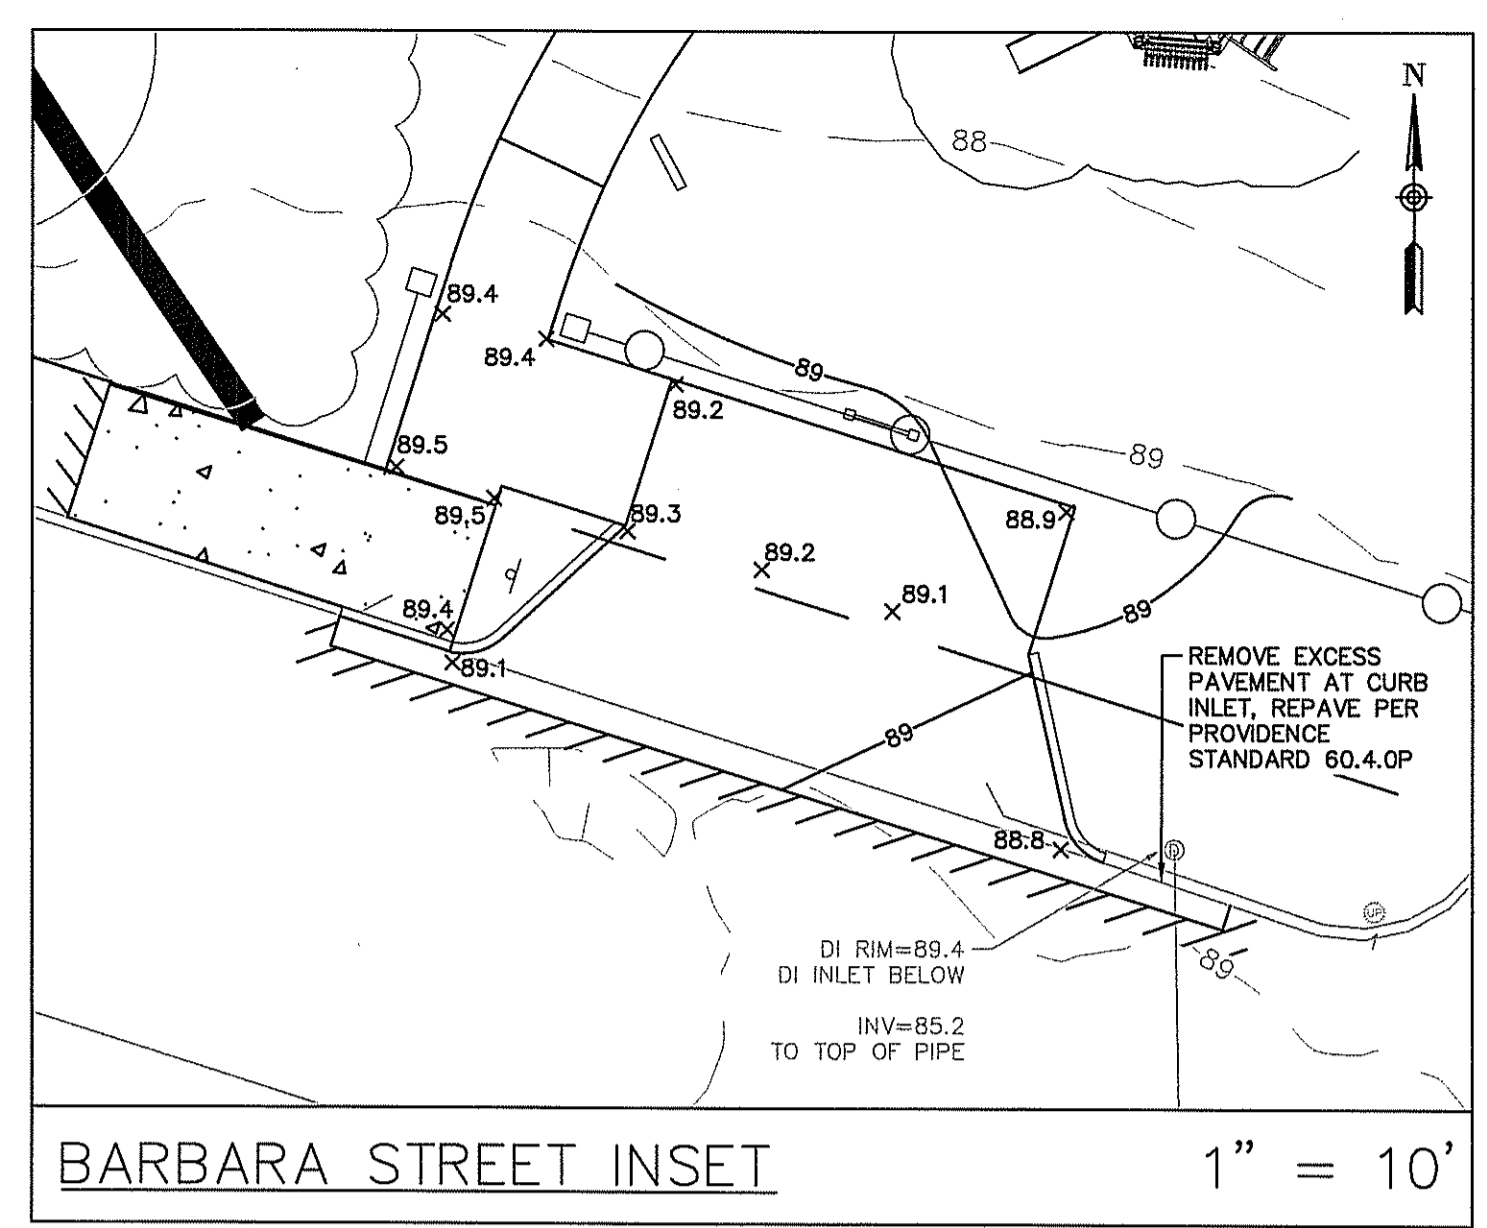 N
88
89.4
89.4
89
89.2
89.5
89
89.5
89.3
88.9
89.2
89.1
89.4
89
89.1
REMOVE EXCESS
PAVEMENT AT CURB
INLET, REPAVE PER
PROVIDENCE
STANDARD 60.4.0P
89
88.8
D
UP
DI RIM=89.4
DI INLET BELOW
89
INV=85.2
TO TOP OF PIPE
BARBARA STREET INSET
1" = 10'